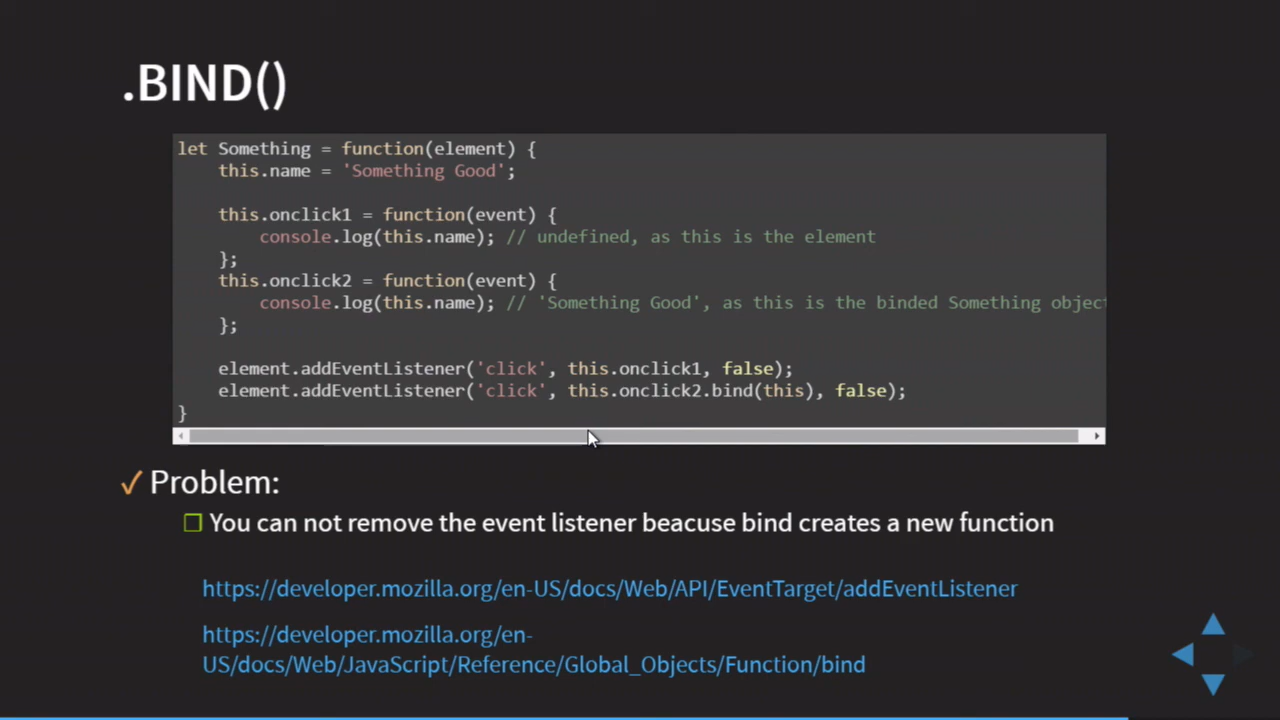 .BIND()
let Something = function(element) {
    this.name = 'Something Good';
    this.onclick1 = function(event) {
        console.log(this.name); // undefined, as this is the element
    };
    this.onclick2 = function(event) {
        console.log(this.name); // 'Something Good', as this is the binded Something object
    };
    element.addEventListener('click', this.onclick1, false);
    element.addEventListener('click', this.onclick2.bind(this), false);
}
✓ Problem:
❒ You can not remove the event listener beacuse bind creates a new function
https://developer.mozilla.org/en-US/docs/Web/API/EventTarget/addEventListener
https://developer.mozilla.org/en-
US/docs/Web/JavaScript/Reference/Global_Objects/Function/bind